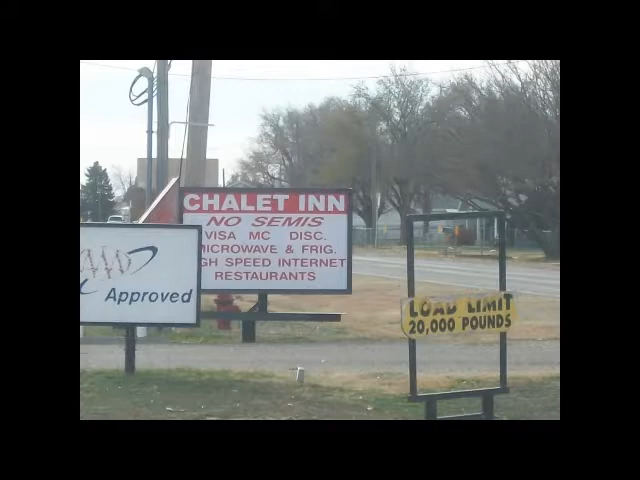 CHALET INN
NO SEMIS
VISA MC DISC.
MICROWAVE & FRIG.
GH SPEED INTERNET
RESTAURANTS
Approved
LOAD LIMIT
20,000 POUNDS